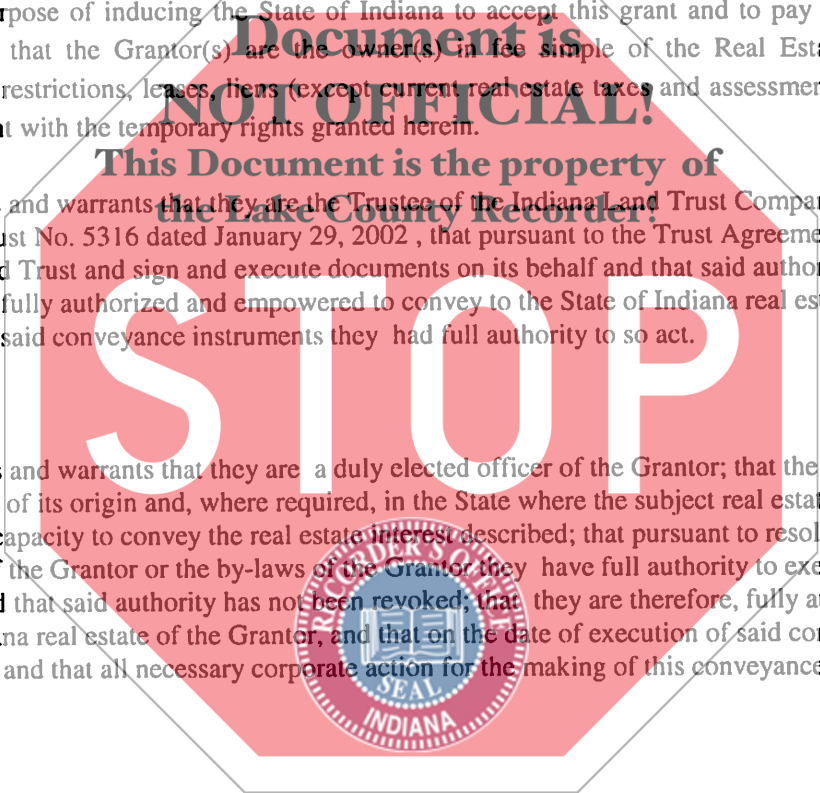 rpose of inducing the State of Indiana to accept this grant and to pay
that the Grantor(s) are the owner(s) in fee simple of the Real Esta
restrictions, leases, liens (except current real estate taxes and assessmen
t with the temporary rights granted herein.
Document is
NOT OFFICIAL!
This Document is the property of
the Lake County Recorder!
and warrants that they are the Trustee of the Indiana Land Trust Compan
ust No. 5316 dated January 29, 2002 , that pursuant to the Trust Agreeme
d Trust and sign and execute documents on its behalf and that said author
fully authorized and empowered to convey to the State of Indiana real es
said conveyance instruments they had full authority to so act.
STOP
s and warrants that they are a duly elected officer of the Grantor; that the
of its origin and, where required, in the State where the subject real estat
capacity to convey the real estate interest described; that pursuant to resol
f the Grantor or the by-laws of the Grantor they have full authority to exe
d that said authority has not been revoked; that they are therefore, fully a
na real estate of the Grantor, and that on the date of execution of said co
and that all necessary corporate action for the making of this conveyance
RECORDER'S OFFICE
SEAL
INDIANA